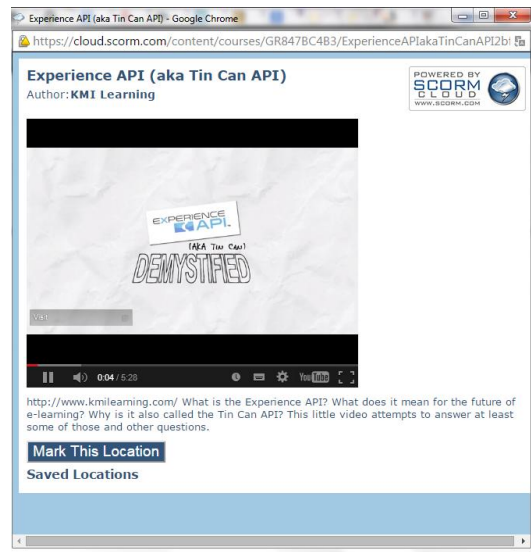 Experience API (aka Tin Can API) - Google Chrome
https://cloud.scorm.com/content/courses/GR847BC4B3/ExperienceAPIakaTinCanAPI2b
Experience API (aka Tin Can API)
Author:KMI Learning
POWERED BY
SCORM
CLOUD
WWW.SCORM.COM
EXPERIENCE
API.
(AKA TIN CAN)
DEMYSTIFIED
0:04 / 5:28
YouTube
http://www.kmilearning.com/ What is the Experience API? What does it mean for the future of
e-learning? Why is it also called the Tin Can API? This little video attempts to answer at least
some of those and other questions.
Mark This Location
Saved Locations